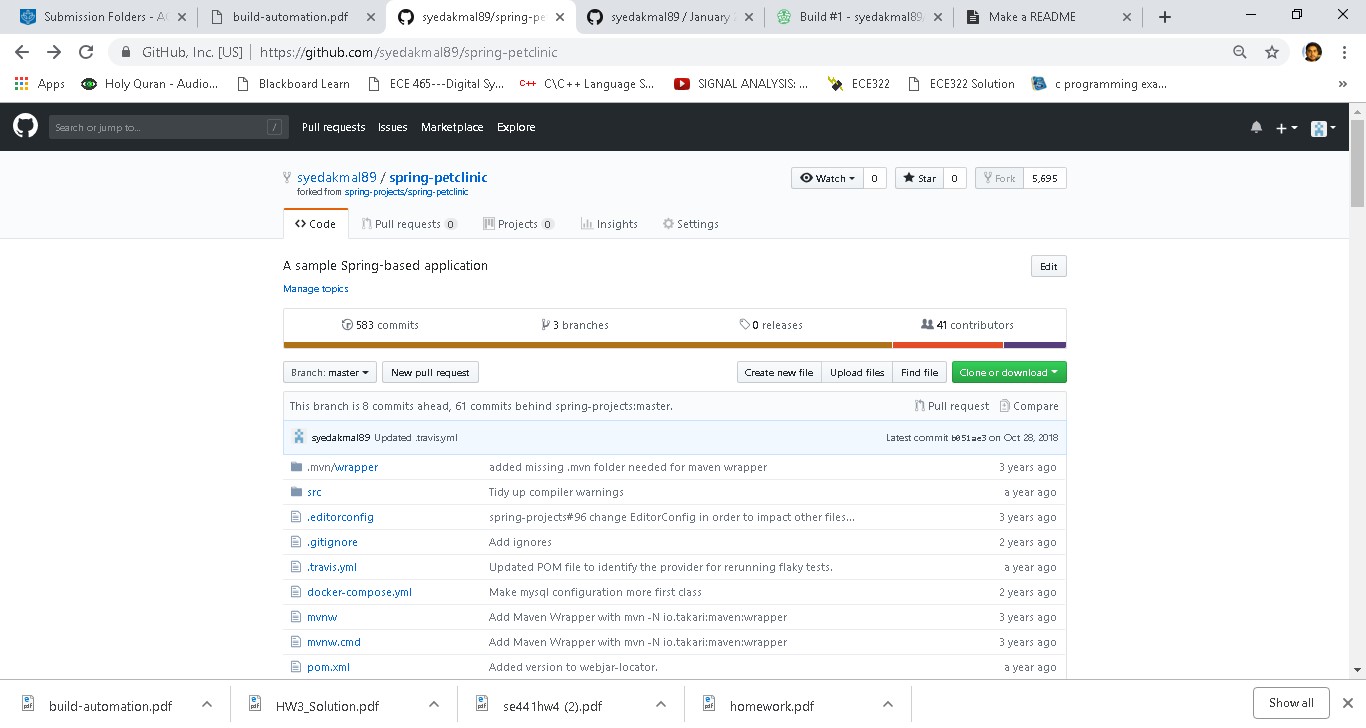 Submission Folders - A
build-automation.pdf
syedakmal89/spring-pe
syedakmal89 / January
Build #1 - syedakmal89
Make a README
GitHub, Inc. [US] | https://github.com/syedakmal89/spring-petclinic
Apps
Holy Quran - Audio...
Blackboard Learn
ECE 465---Digital Sy...
C++ C\C++ Language S...
SIGNAL ANALYSIS: ...
ECE322
ECE322 Solution
c programming exa...
»
Search or jump to... /
Pull requests Issues Marketplace Explore
syedakmal89 / spring-petclinic
forked from spring-projects/spring-petclinic
Watch 0
Star 0
Fork 5,695
<> Code
Pull requests 0
Projects 0
Insights
Settings
A sample Spring-based application
Edit
Manage topics
583 commits
3 branches
0 releases
41 contributors
Branch: master
New pull request
Create new file
Upload files
Find file
Clone or download
This branch is 8 commits ahead, 61 commits behind spring-projects:master.
Pull request
Compare
syedakmal89 Updated .travis.yml
Latest commit b051ae3 on Oct 28, 2018
.mvn/wrapper added missing .mvn folder needed for maven wrapper 3 years ago
src Tidy up compiler warnings a year ago
.editorconfig spring-projects#96 change EditorConfig in order to impact other files... 3 years ago
.gitignore Add ignores 2 years ago
.travis.yml Updated POM file to identify the provider for rerunning flaky tests. a year ago
docker-compose.yml Make mysql configuration more first class 2 years ago
mvnw Add Maven Wrapper with mvn -N io.takari:maven:wrapper 3 years ago
mvnw.cmd Add Maven Wrapper with mvn -N io.takari:maven:wrapper 3 years ago
pom.xml Added version to webjar-locator. a year ago
build-automation.pdf
HW3_Solution.pdf
se441hw4 (2).pdf
homework.pdf
Show all